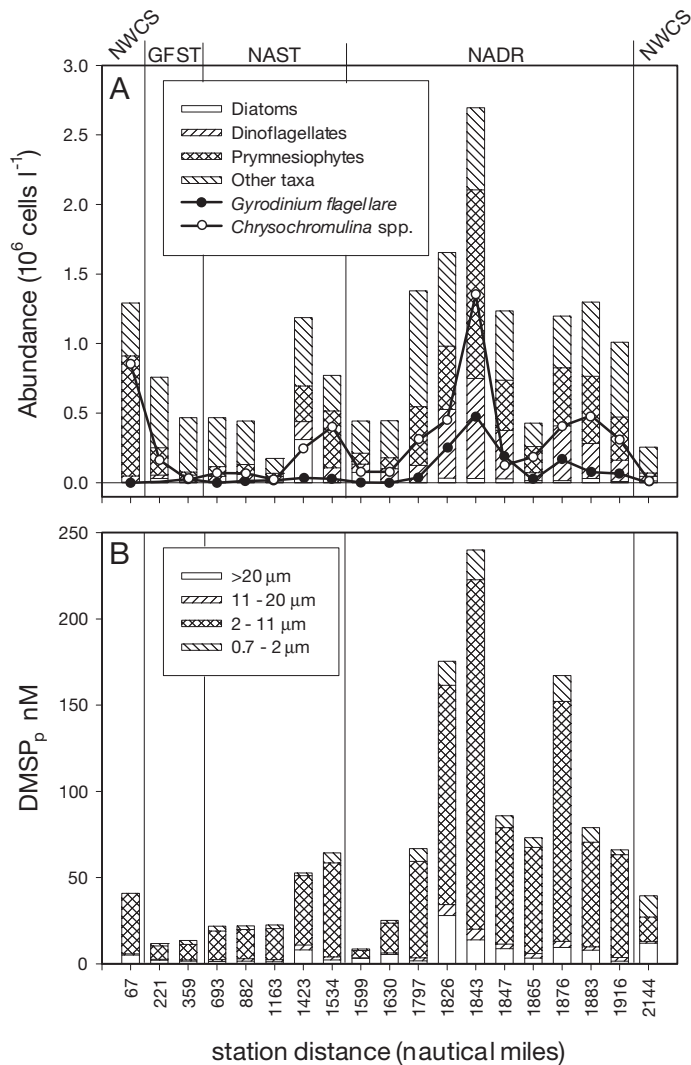 NWCS GFST NAST NADR NWCS
A
3.0
2.5
2.0
1.5
1.0
0.5
0.0
Abundance (10⁶ cells l⁻¹)
Diatoms
Dinoflagellates
Prymnesiophytes
Other taxa
Gyrodinium flagellare
Chrysochromulina spp.
B
250
200
150
100
50
0
DMSPₚ nM
>20 μm
11 - 20 μm
2 - 11 μm
0.7 - 2 μm
67 221 359 693 882 1163 1423 1534 1599 1630 1797 1826 1843 1847 1865 1876 1883 1916 2144
station distance (nautical miles)